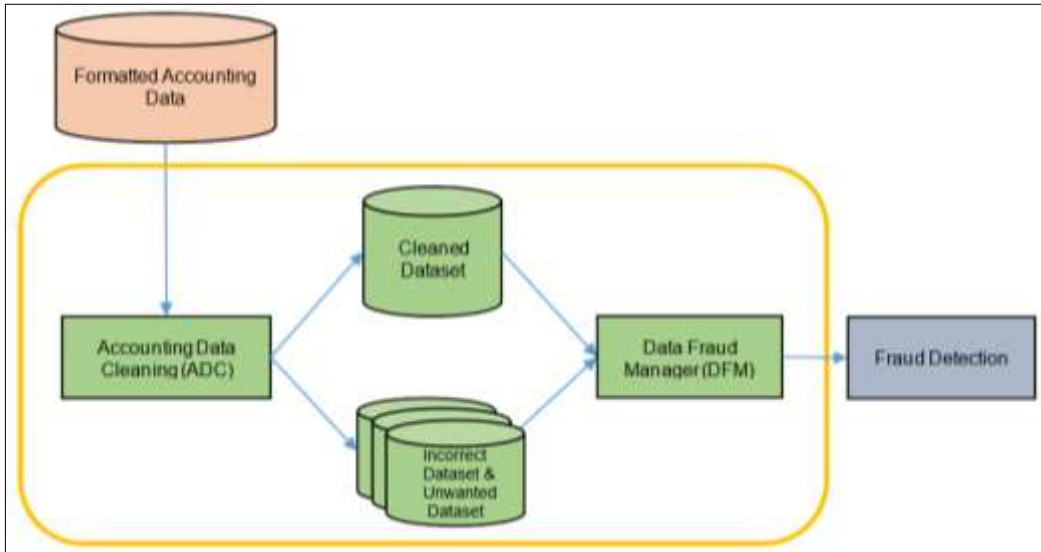 Formatted Accounting
Data
Cleaned
Dataset
Accounting Data
Cleaning (ADC)
Data Fraud
Manager (DFM)
Fraud Detection
Incorrect
Dataset &
Unwanted
Dataset